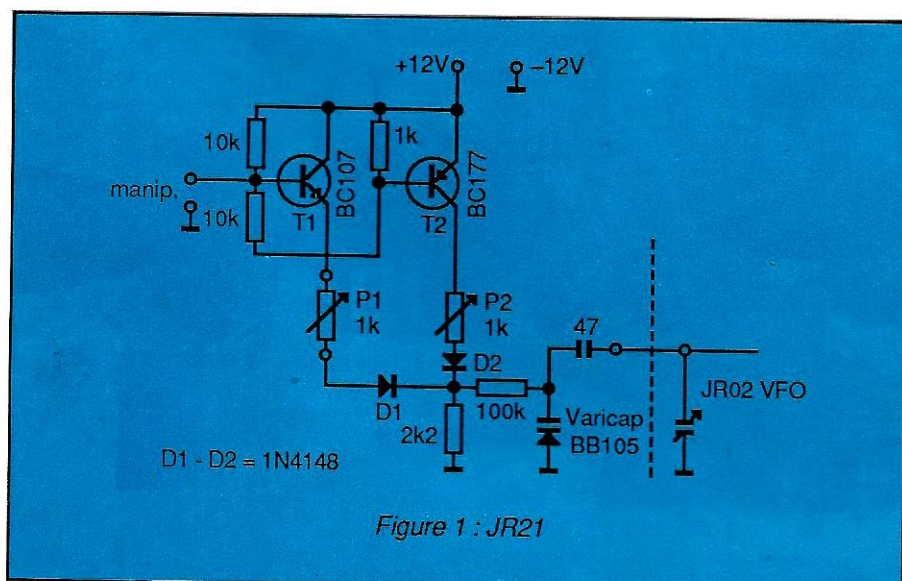 +12V
–12V
10k
1k
BC107
BC177
manip.
10k
T1
T2
P1
1k
P2
1k
47
D2
JR02 VFO
D1
100k
Varicap
BB105
2k2
D1 - D2 = 1N4148
Figure 1 : JR21